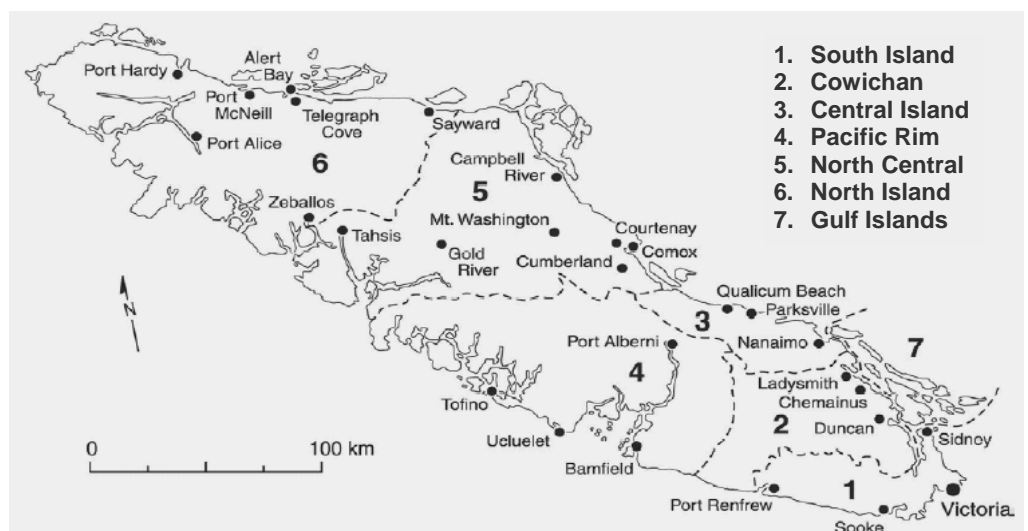 Port Hardy
Alert
Bay
Port
McNeill
Telegraph
Cove
Sayward
Port Alice
Campbell
River
6
5
Zeballos
Tahsis
Mt. Washington
Gold
River
Courtenay
Comox
Cumberland
N
Qualicum Beach
Parksville
3
Nanaimo
7
Port Alberni
4
Ladysmith
Chemainus
Tofino
2
Duncan
Sidney
Ucluelet
Bamfield
0 100 km
Port Renfrew
1
Victoria
Sooke
1. South Island
2. Cowichan
3. Central Island
4. Pacific Rim
5. North Central
6. North Island
7. Gulf Islands